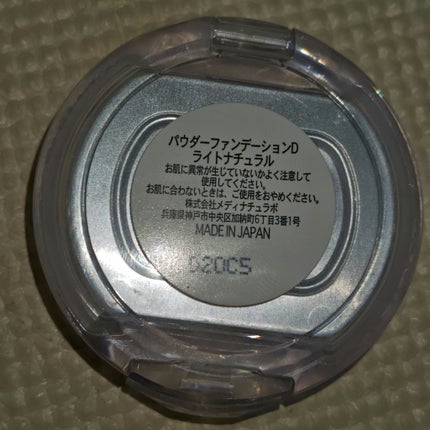 パウダーファンデーションD
ライトナチュラル
お肌に異常が生じていないかよく注意して
使用してください。
お肌に合わないときは、ご使用をおやめください。
株式会社メディナチュラボ
兵庫県神戸市中央区加納町6丁目3番1号
MADE IN JAPAN
D20CS